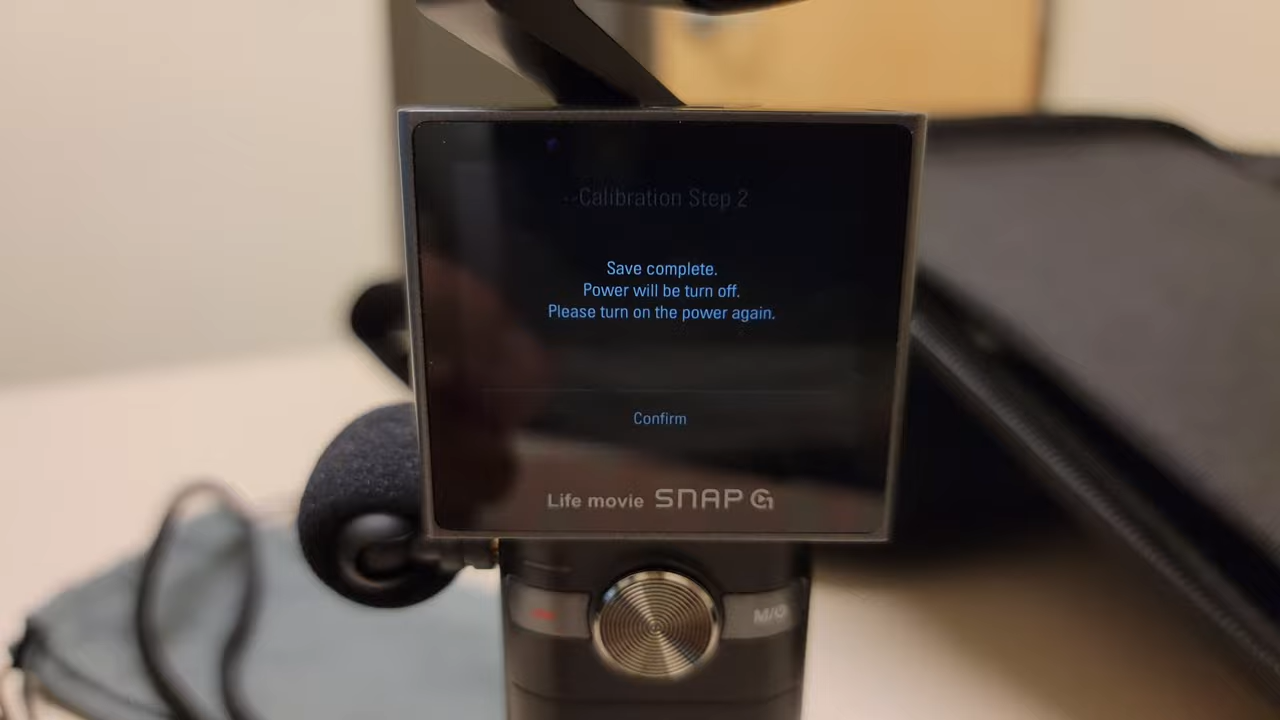 Calibration Step 2
Save complete.
Power will be turn off.
Please turn on the power again.
Confirm
Life movie SNAP G
M/⏻